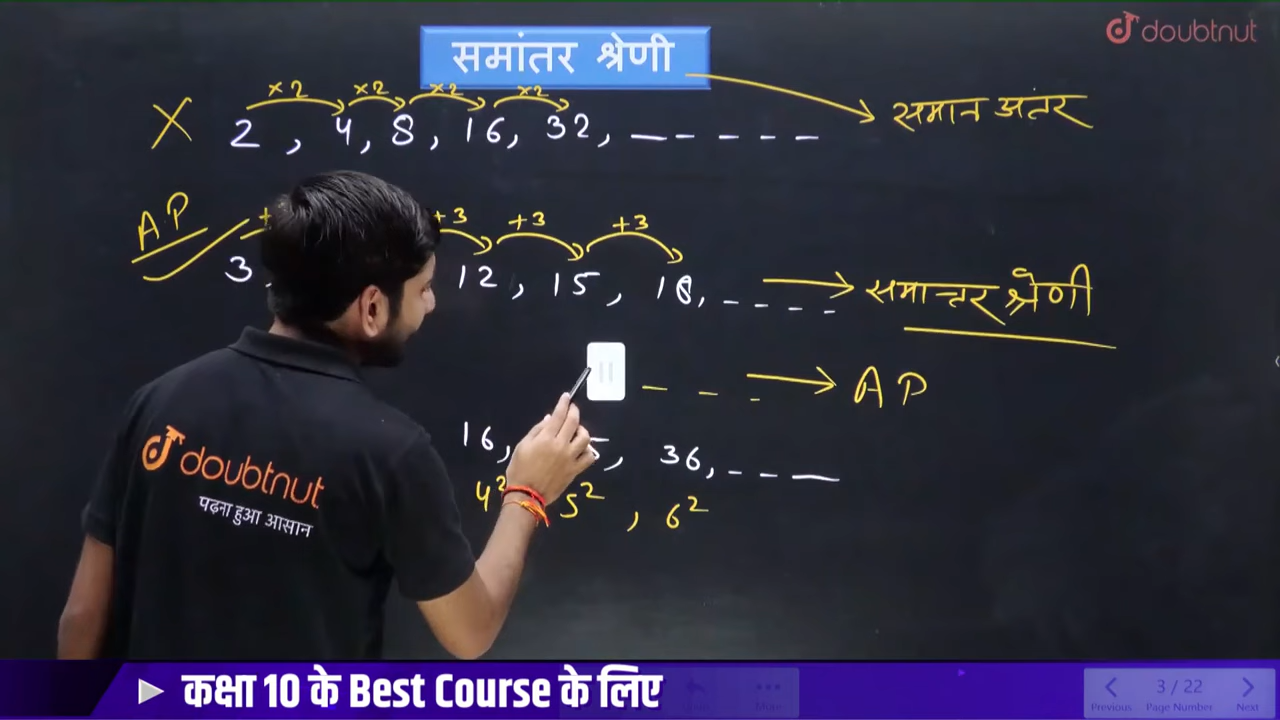 समांतर श्रेणी
doubtnut
×2 ×2 ×2 ×2
X 2 , 4, 8 , 16, 32, — — — — —
समान अंतर
AP
+3 +3 +3
3, 12 , 15 , 18, - - - -
समान्तर श्रेणी
— - - AP
16, 5, 36, - - —
4² 5² , 6²
doubtnut
पढ़ना हुआ आसान
कक्षा 10 के Best Course के लिए
3 / 22
Previous Page Number Next
More